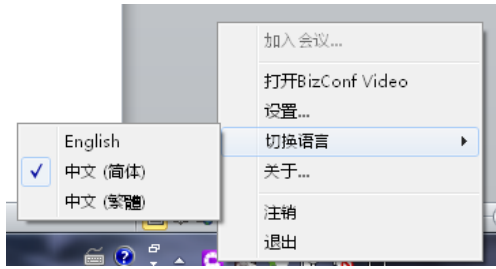 加入会议...
打开BizConf Video
设置...
切换语言
关于...
注销
退出
English
中文 (简体)
中文 (繁體)